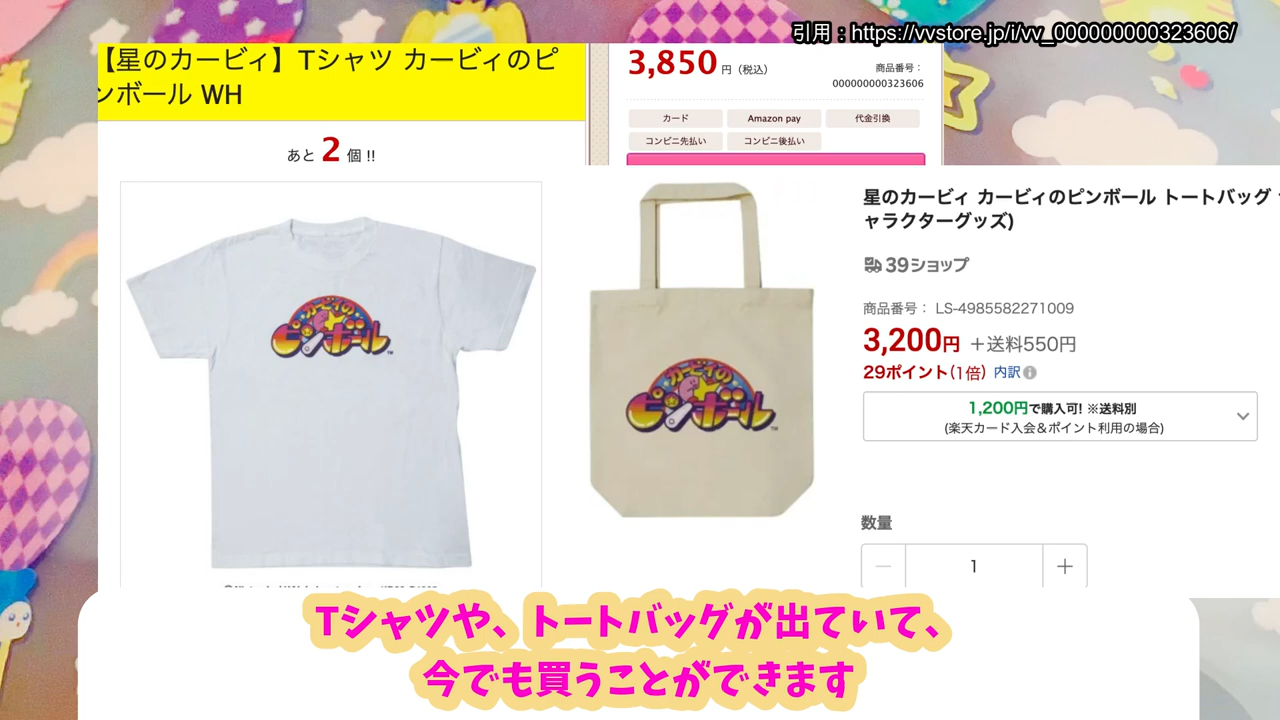 引用：https://vvstore.jp/i/vv_000000000323606/
【星のカービィ】Tシャツ カービィのピ
ンボール WH
あと 2 個 !!
3,850 円（税込）
商品番号：
000000000323606
カード
Amazon pay
代金引換
コンビニ先払い
コンビニ後払い
カービィの
ピンボール
TM
カービィの
ピンボール
TM
星のカービィ カービィのピンボール トートバッグ
ャラクターグッズ)
39ショップ
商品番号： LS-4985582271009
3,200円 ＋送料550円
29ポイント(1倍) 内訳
1,200円で購入可! ※送料別
(楽天カード入会＆ポイント利用の場合)
数量
1
Tシャツや、トートバッグが出ていて、
今でも買うことができます